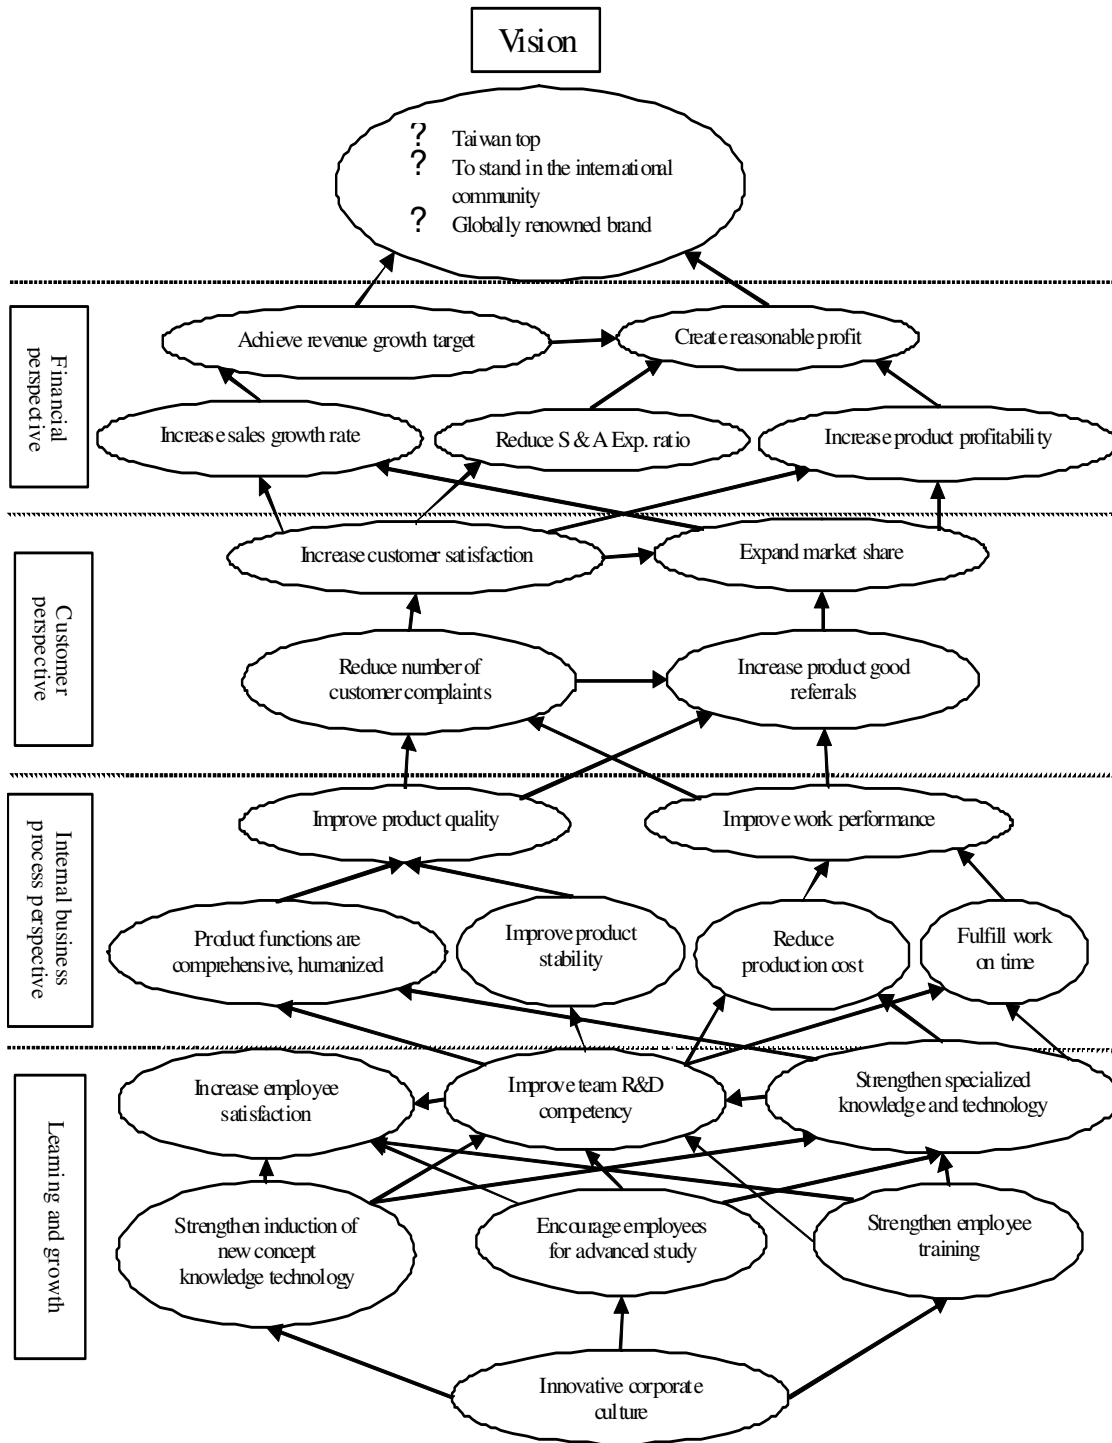 Vision
? Taiwan top
? To stand in the international
community
? Globally renowned brand
Financial
perspective
Achieve revenue growth target
Create reasonable profit
Increase sales growth rate
Reduce S & A Exp. ratio
Increase product profitability
Customer
perspective
Increase customer satisfaction
Expand market share
Reduce number of
customer complaints
Increase product good
referrals
Internal business
process perspective
Improve product quality
Improve work performance
Product functions are
comprehensive, humanized
Improve product
stability
Reduce
production cost
Fulfill work
on time
Learning and growth
Increase employee
satisfaction
Improve team R&D
competency
Strengthen specialized
knowledge and technology
Strengthen induction of
new concept
knowledge technology
Encourage employees
for advanced study
Strengthen employee
training
Innovative corporate
culture